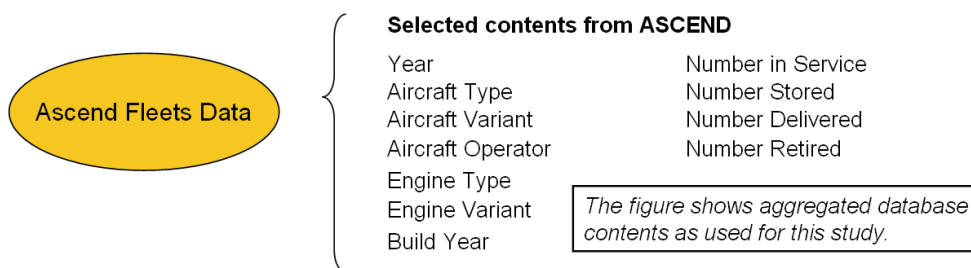 Ascend Fleets Data
Selected contents from ASCEND
Year
Aircraft Type
Aircraft Variant
Aircraft Operator
Engine Type
Engine Variant
Build Year
Number in Service
Number Stored
Number Delivered
Number Retired
The figure shows aggregated database
contents as used for this study.